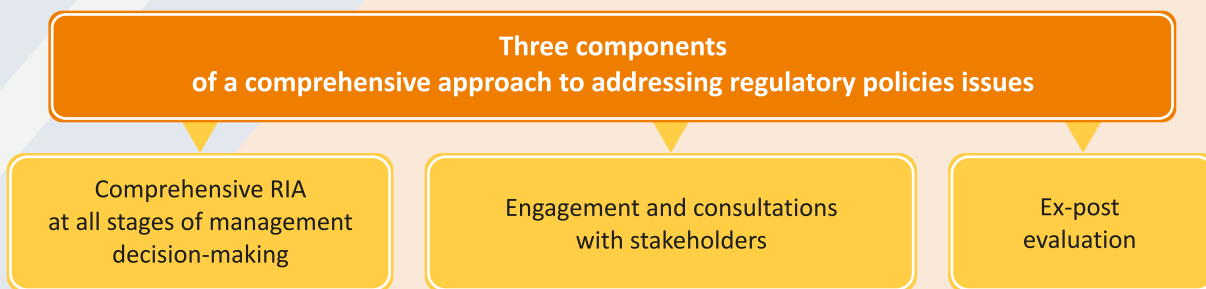 Three components
of a comprehensive approach to addressing regulatory policies issues
Comprehensive RIA
at all stages of management
decision-making
Engagement and consultations
with stakeholders
Ex-post
evaluation